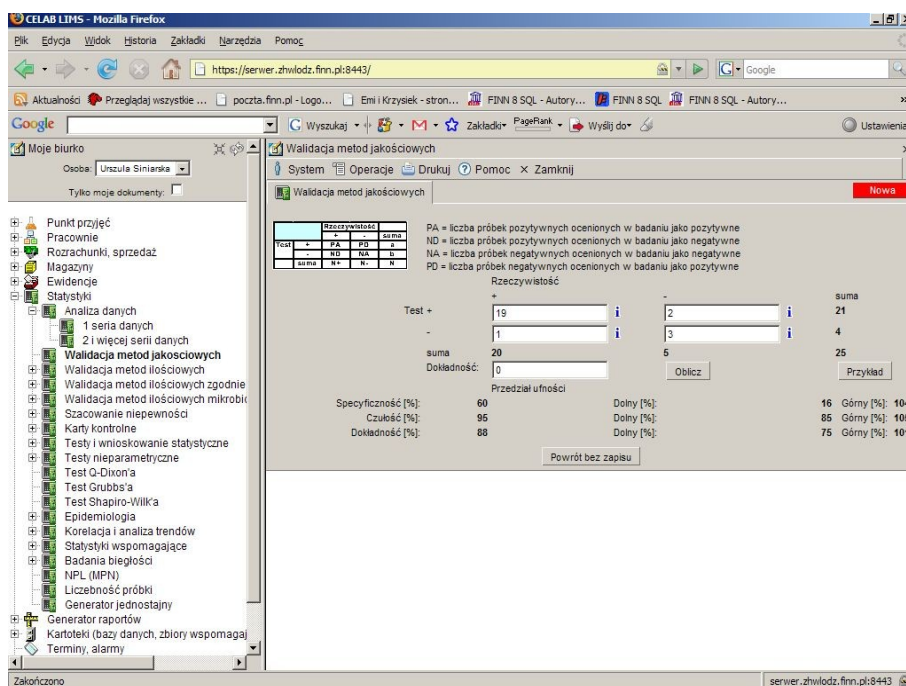 CELAB LIMS - Mozilla Firefox
Plik Edycja Widok Historia Zakładki Narzędzia Pomoc
https://serwer.zhwlodz.finn.pl:8443/
Google
Aktualności Przeglądaj wszystkie ... poczta.finn.pl - Logo... Emi i Krzysiek - stron... FINN 8 SQL - Autory... FINN 8 SQL FINN 8 SQL - Autory...
Google Wyszukaj Zakładki PageRank Wyślij do Ustawienia
Moje biurko
Osoba: Urszula Siniarska
Tylko moje dokumenty:
Punkt przyjęć
Pracownie
Rozrachunki, sprzedaż
Magazyny
Ewidencje
Statystyki
Analiza danych
1 seria danych
2 i więcej serii danych
Walidacja metod jakosciowych
Walidacja metod ilościowych
Walidacja metod ilościowych zgodnie
Walidacja metod ilościowych mikrobio
Szacowanie niepewności
Karty kontrolne
Testy i wnioskowanie statystyczne
Testy nieparametryczne
Test Q-Dixon'a
Test Grubbs'a
Test Shapiro-Wilk'a
Epidemiologia
Korelacja i analiza trendów
Statystyki wspomagające
Badania biegłości
NPL (MPN)
Liczebność próbki
Generator jednostajny
Generator raportów
Kartoteki (bazy danych, zbiory wspomagaj
Terminy, alarmy
Walidacja metod jakościowych
System Operacje Drukuj Pomoc Zamknij
Walidacja metod jakościowych
Nowa
Rzeczywistość
+ - suma
Test + PA PD a
- ND NA b
suma N+ N- N
PA = liczba próbek pozytywnych ocenionych w badaniu jako pozytywne
ND = liczba próbek pozytywnych ocenionych w badaniu jako negatywne
NA = liczba próbek negatywnych ocenionych w badaniu jako negatywne
PD = liczba próbek negatywnych ocenionych w badaniu jako pozytywne
Rzeczywistość
+ - suma
Test + 19 i 2 i 21
- 1 i 3 i 4
suma 20 5 25
Dokładność: 0 Oblicz Przykład
Przedział ufności
Specyficzność [%]: 60 Dolny [%]: 16 Górny [%]:
Czułość [%]: 95 Dolny [%]: 85 Górny [%]:
Dokładność [%]: 88 Dolny [%]: 75 Górny [%]:
Powrót bez zapisu
Zakończono
serwer.zhwlodz.finn.pl:8443